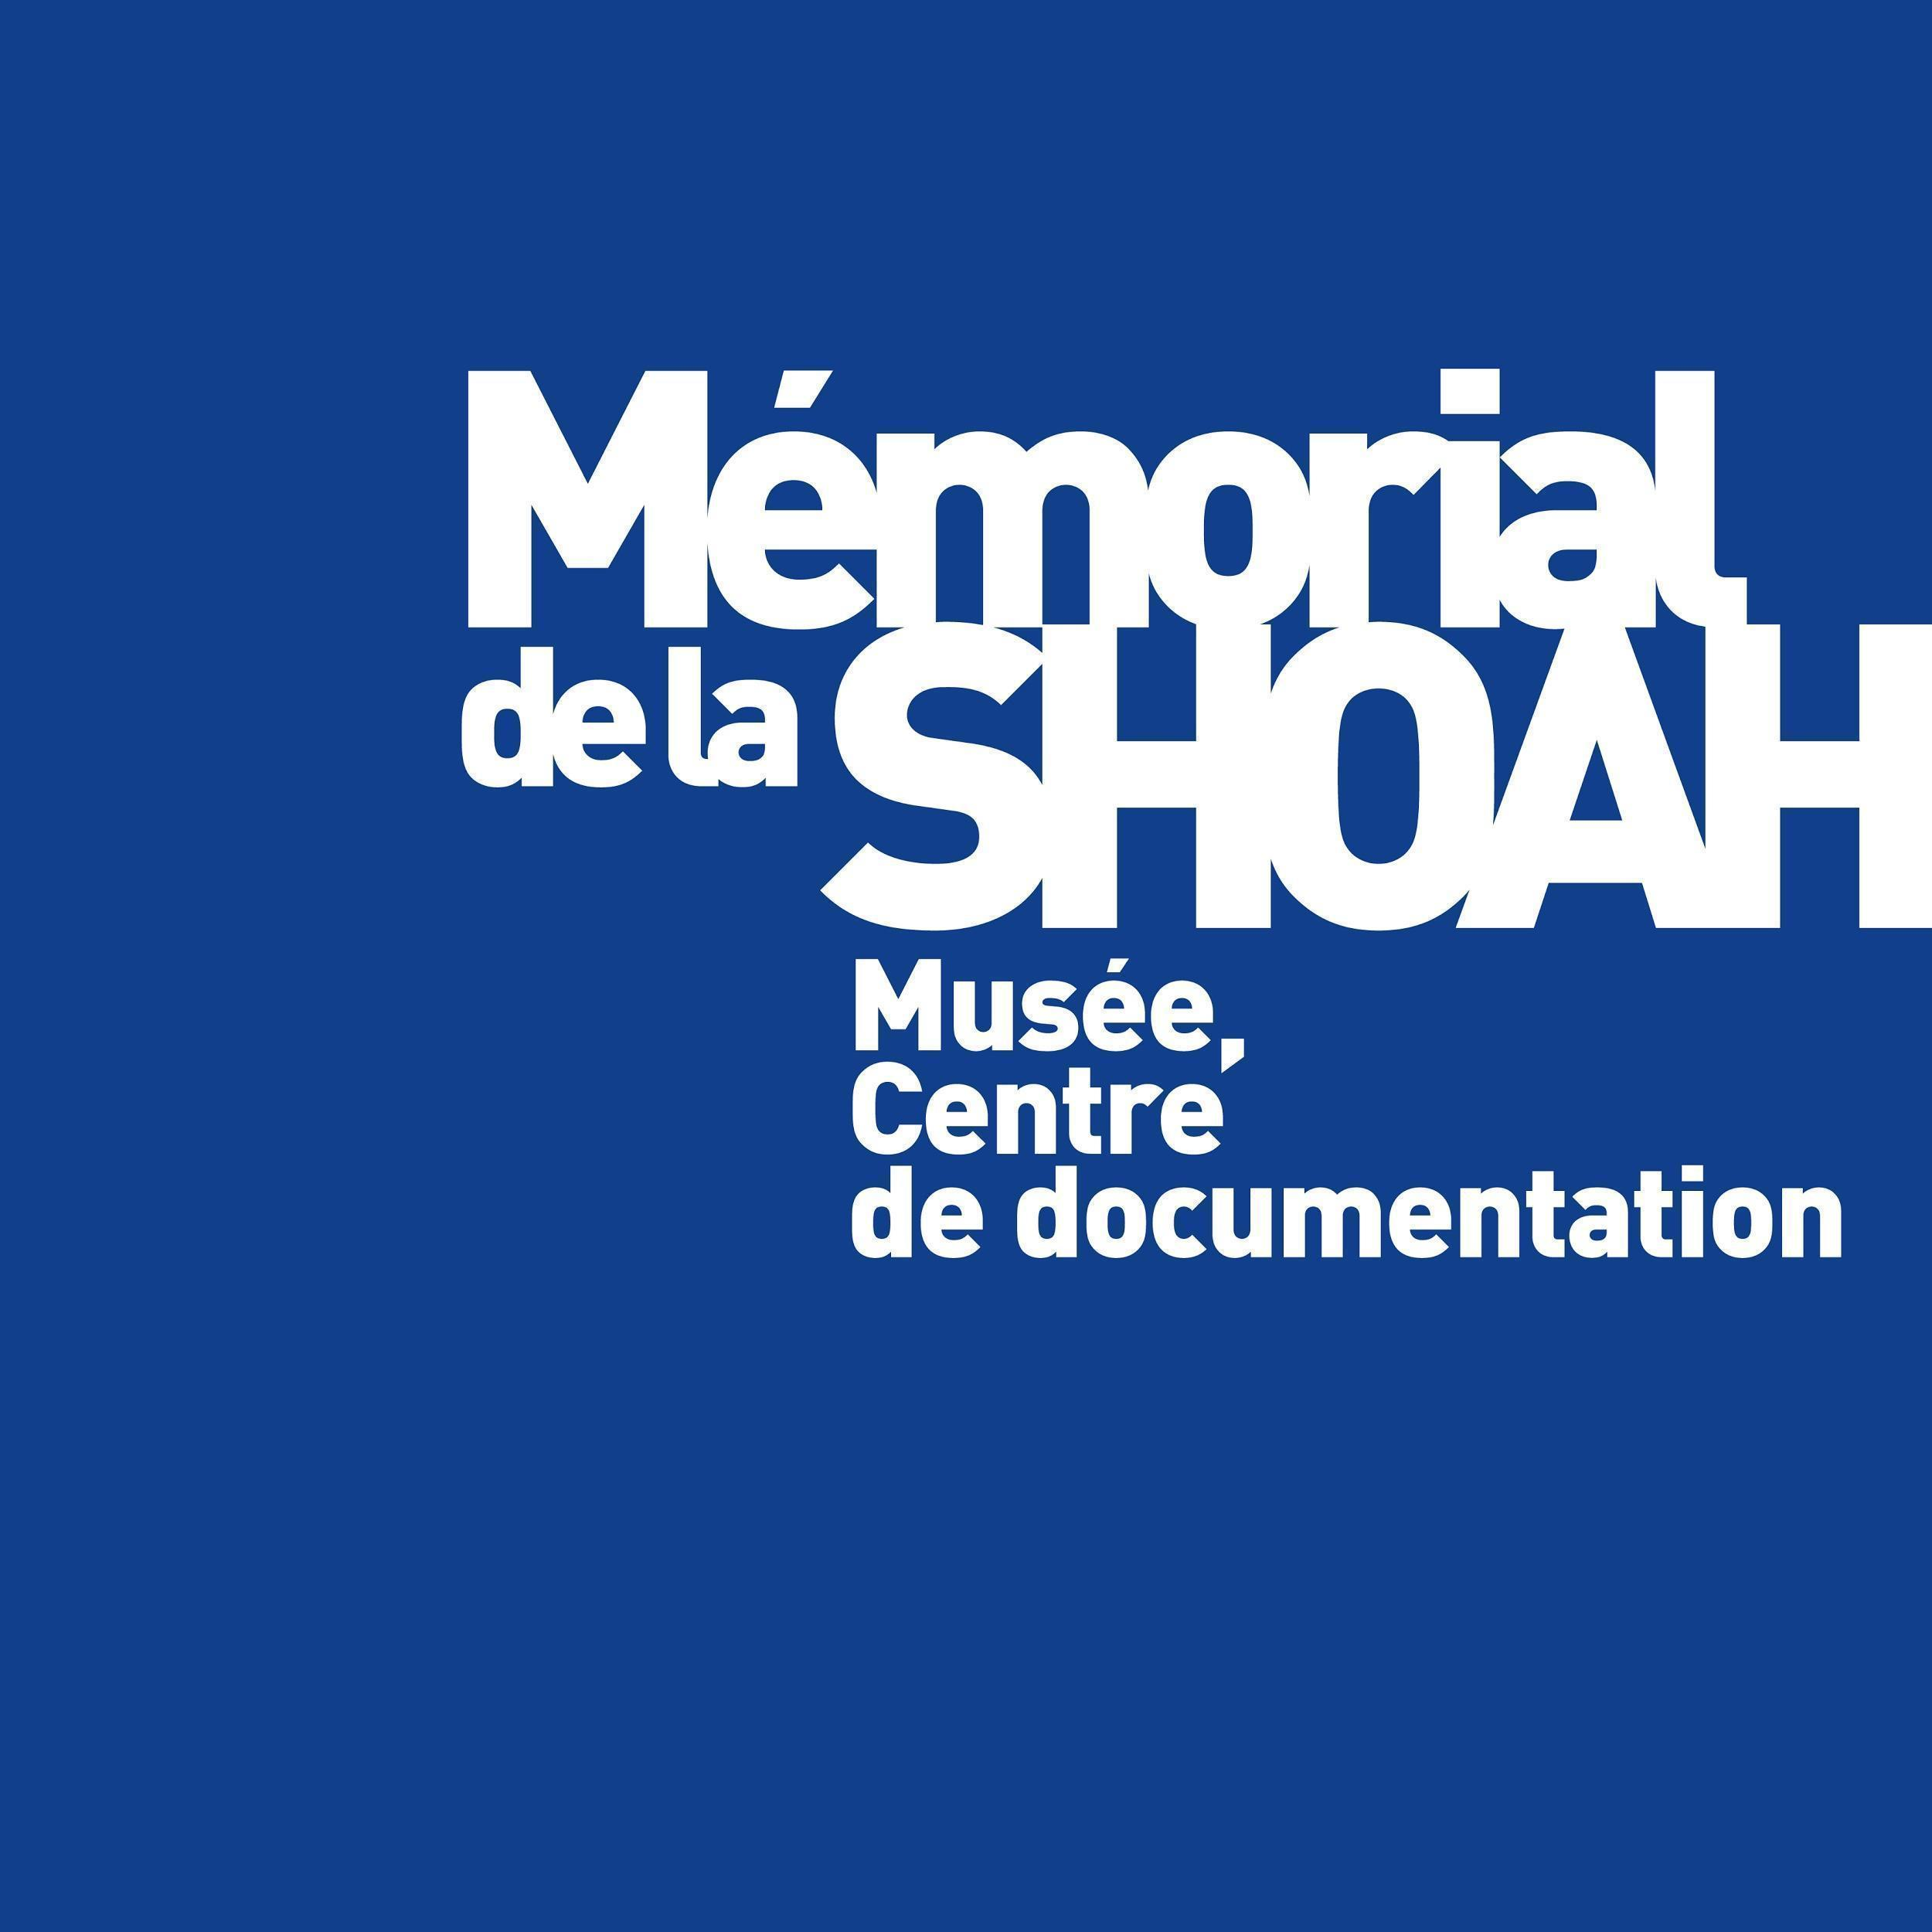 Mémorial
de la SHOAH
Musée,
Centre
de documentation